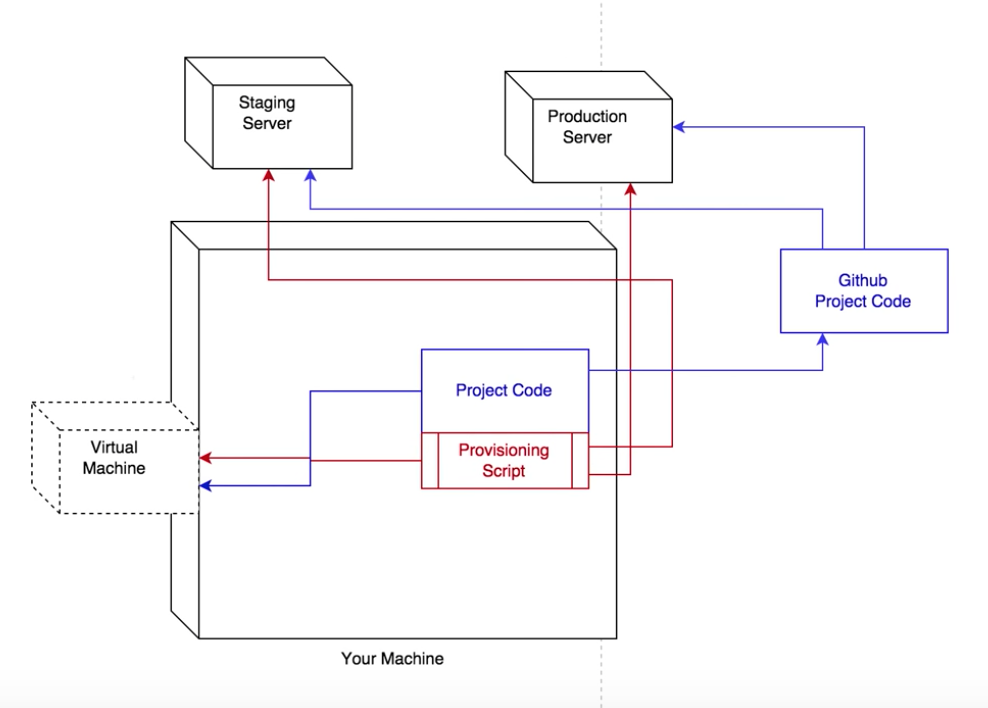 Staging
Server
Production
Server
Github
Project Code
Project Code
Provisioning
Script
Virtual
Machine
Your Machine